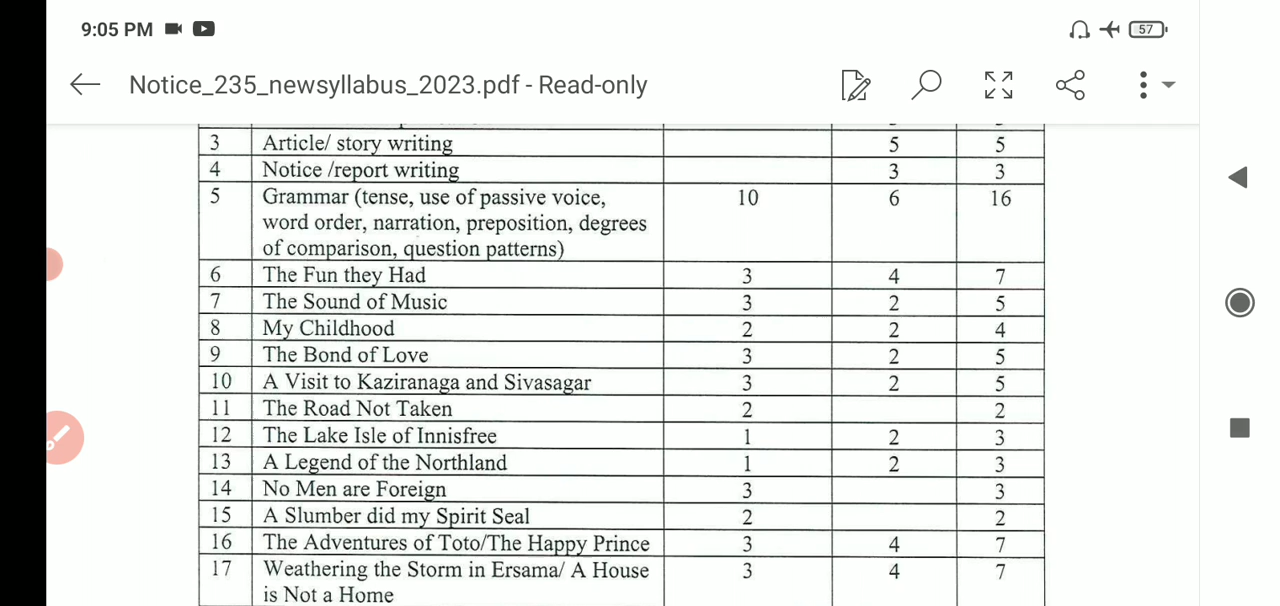 9:05 PM 57
Notice_235_newsyllabus_2023.pdf - Read-only
3 Article/ story writing 5 5
4 Notice /report writing 3 3
5 Grammar (tense, use of passive voice, 10 6 16
word order, narration, preposition, degrees
of comparison, question patterns)
6 The Fun they Had 3 4 7
7 The Sound of Music 3 2 5
8 My Childhood 2 2 4
9 The Bond of Love 3 2 5
10 A Visit to Kaziranaga and Sivasagar 3 2 5
11 The Road Not Taken 2 2
12 The Lake Isle of Innisfree 1 2 3
13 A Legend of the Northland 1 2 3
14 No Men are Foreign 3 3
15 A Slumber did my Spirit Seal 2 2
16 The Adventures of Toto/The Happy Prince 3 4 7
17 Weathering the Storm in Ersama/ A House 3 4 7
is Not a Home